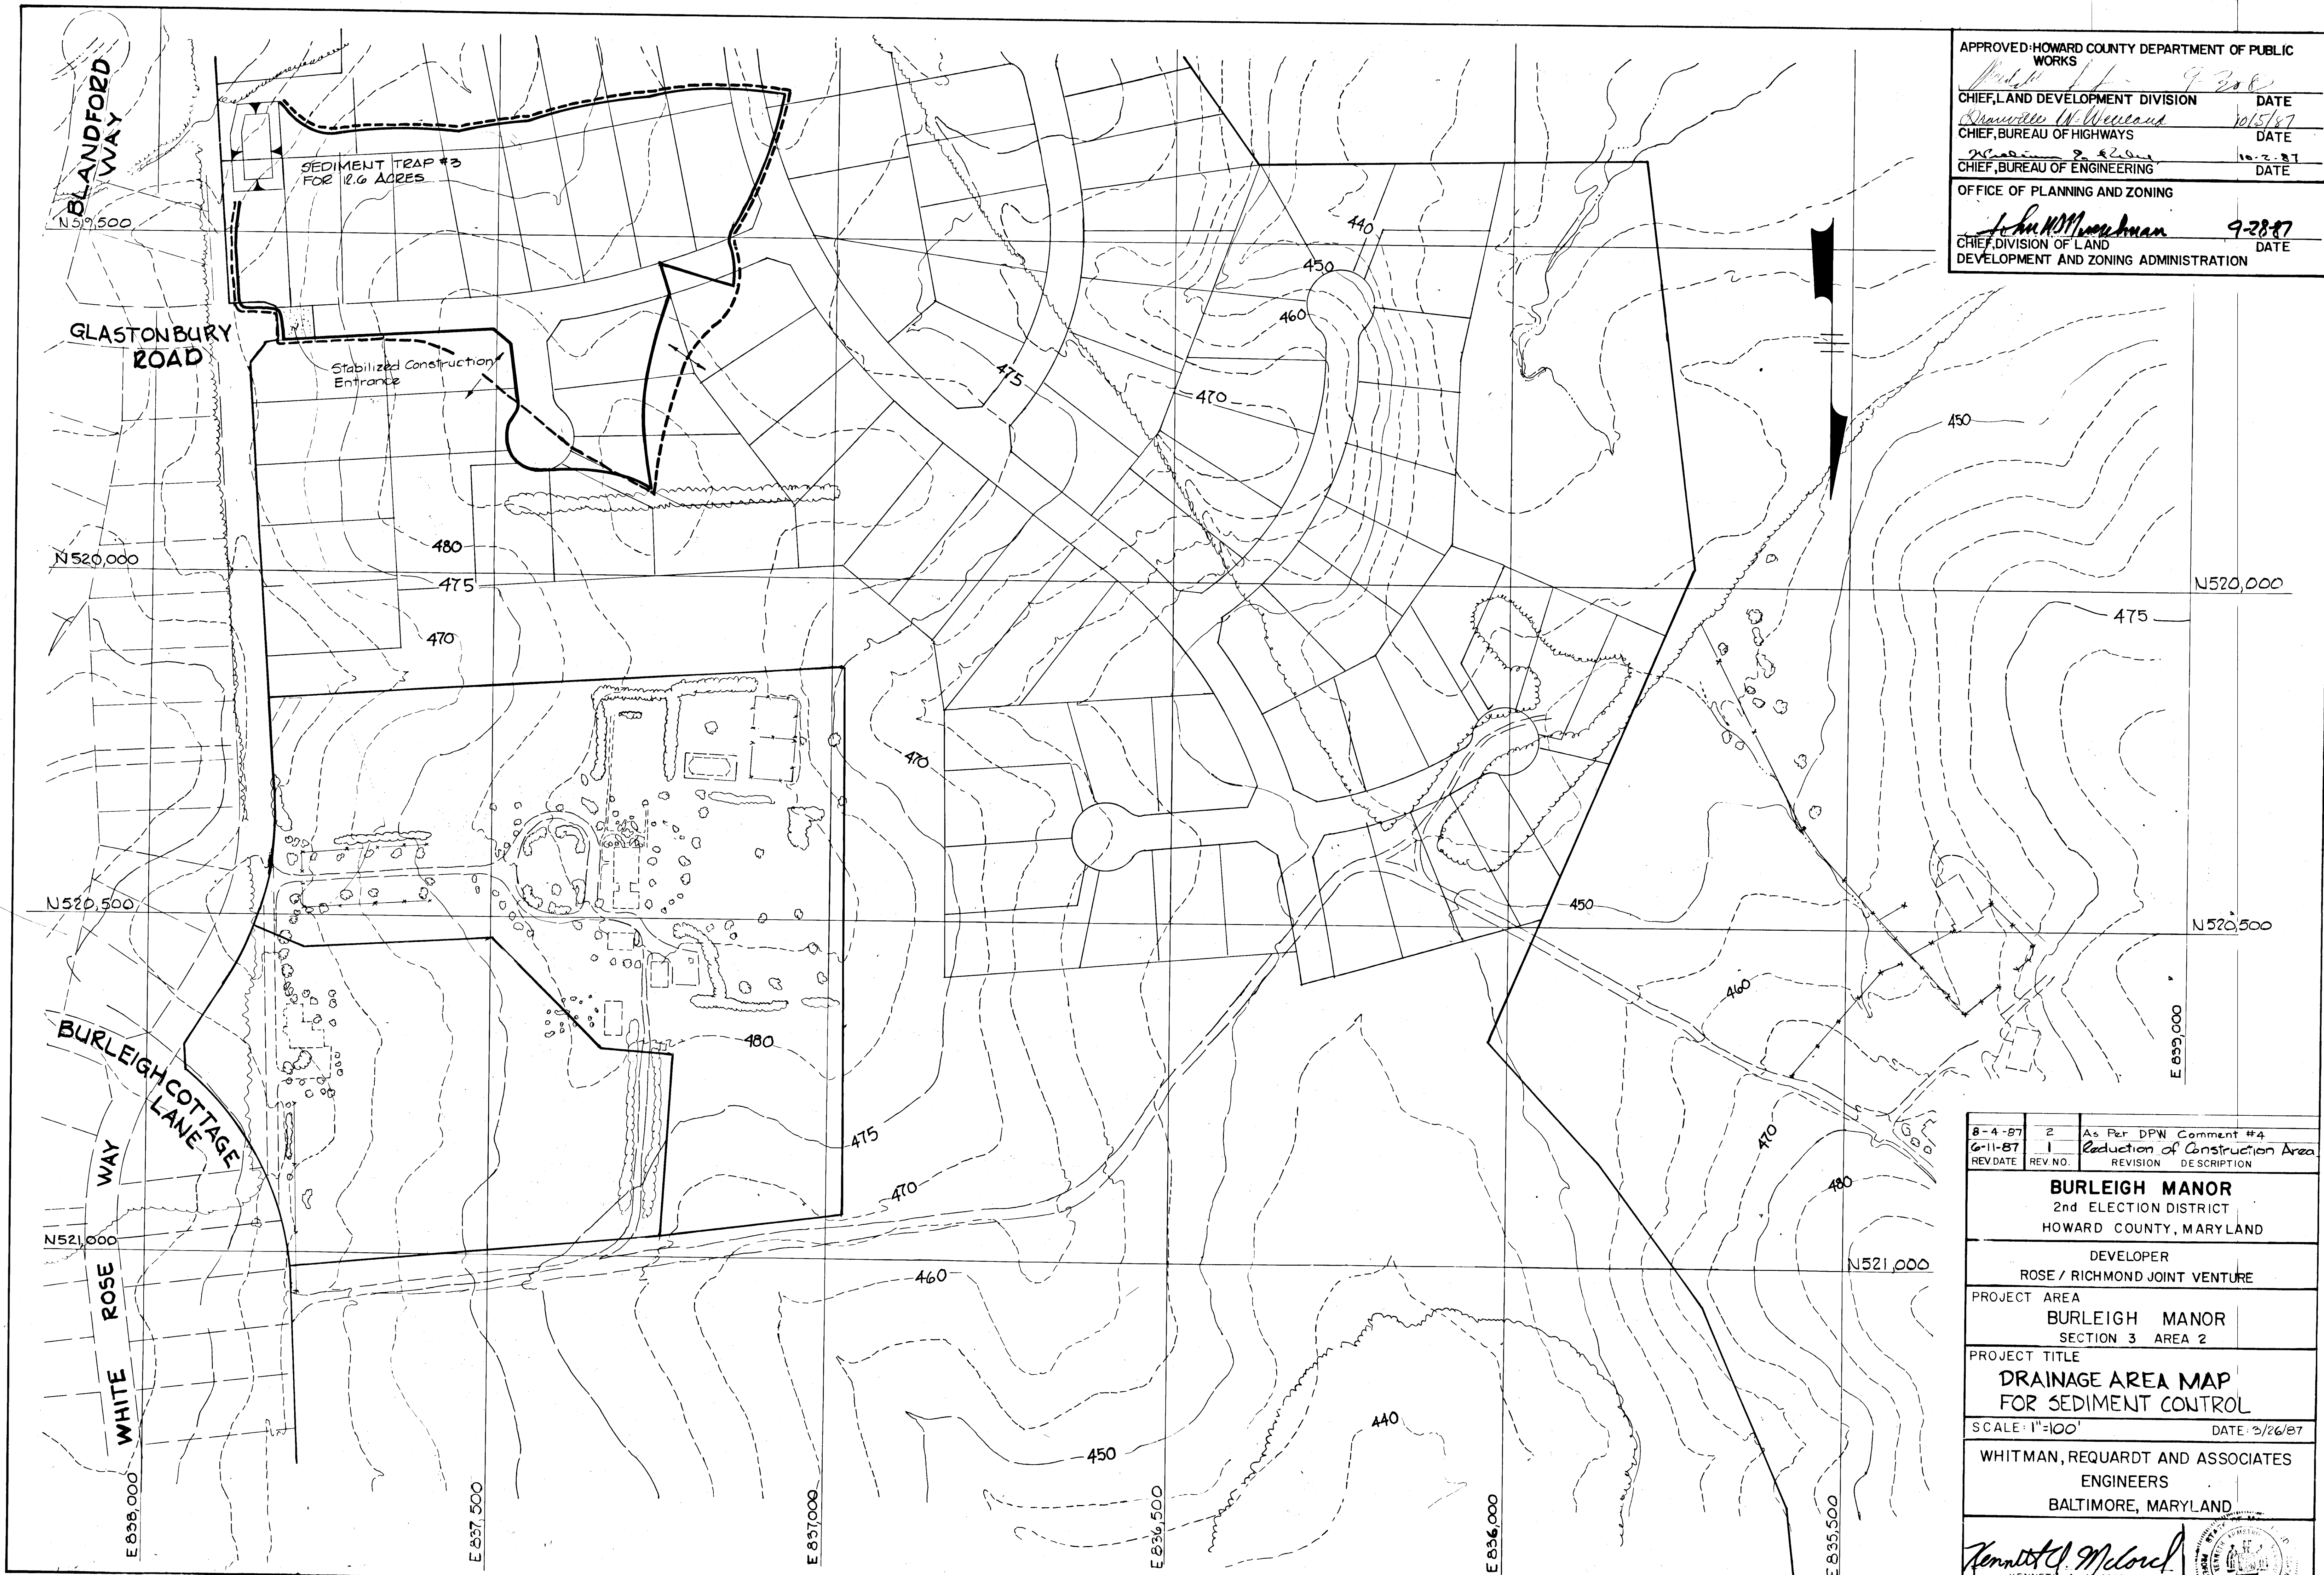 APPROVED: HOWARD COUNTY DEPARTMENT OF PUBLIC
WORKS
CHIEF, LAND DEVELOPMENT DIVISION DATE
10/5/87
CHIEF, BUREAU OF HIGHWAYS DATE
10-2-87
CHIEF, BUREAU OF ENGINEERING DATE
OFFICE OF PLANNING AND ZONING
9-28-87
CHIEF, DIVISION OF LAND DATE
DEVELOPMENT AND ZONING ADMINISTRATION
BLANDFORD
WAY
SEDIMENT TRAP #3
FOR 12.6 ACRES
N519,500
GLASTONBURY
ROAD
Stabilized Construction
Entrance
440
450
460
475
470
450
480
N520,000
475
470
N520,000
475
470
N520,500
450
N520,500
460
480
E 839,000
BURLEIGH COTTAGE
LANE
475
470
470
480
N521,000
460
N521,000
WHITE ROSE WAY
450
440
E 838,000
E 837,500
E 837,000
E 836,500
E 836,000
E 835,500
8-4-87 2 As Per DPW Comment #4
6-11-87 1 Reduction of Construction Area
REV.DATE REV. NO. REVISION DESCRIPTION
BURLEIGH MANOR
2nd ELECTION DISTRICT
HOWARD COUNTY, MARYLAND
DEVELOPER
ROSE / RICHMOND JOINT VENTURE
PROJECT AREA
BURLEIGH MANOR
SECTION 3 AREA 2
PROJECT TITLE
DRAINAGE AREA MAP
FOR SEDIMENT CONTROL
SCALE: 1"=100' DATE: 3/26/87
WHITMAN, REQUARDT AND ASSOCIATES
ENGINEERS
BALTIMORE, MARYLAND
Kenneth A. McCord